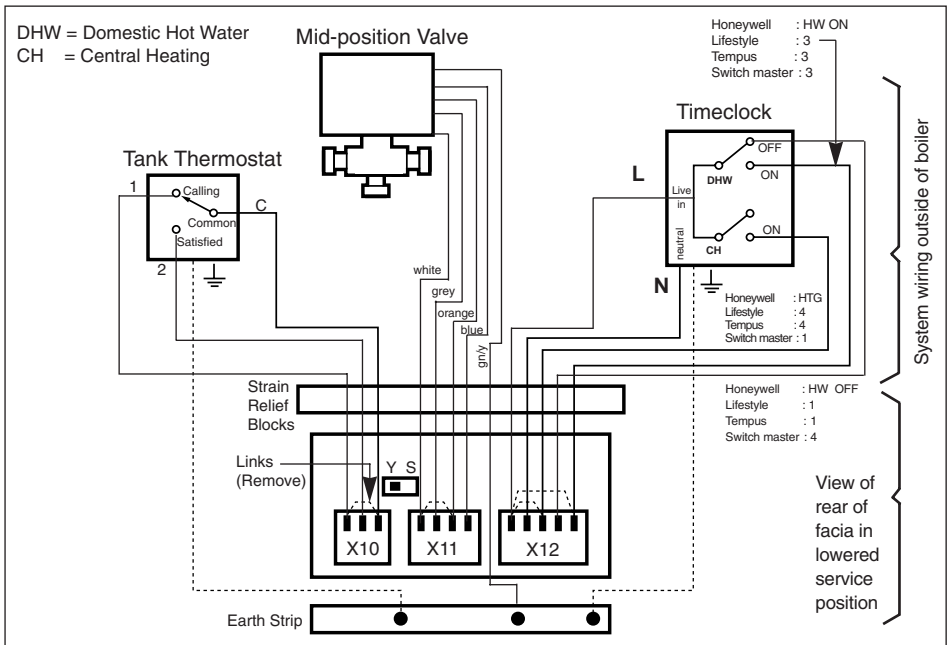 DHW = Domestic Hot Water
CH = Central Heating
Mid-position Valve
Honeywell : HW ON
Lifestyle : 3
Tempus : 3
Switch master : 3
Timeclock
Tank Thermostat
1
Calling
C
Common
Satisfied
2
L
OFF
DHW
ON
Live
in
ON
CH
neutral
N
white
grey
orange
blue
gn/y
Honeywell : HTG
Lifestyle : 4
Tempus : 4
Switch master : 1
System wiring outside of boiler
Strain
Relief
Blocks
Honeywell : HW OFF
Lifestyle : 1
Tempus : 1
Switch master : 4
Links
(Remove)
Y S
X10
X11
X12
View of
rear of
facia in
lowered
service
position
Earth Strip